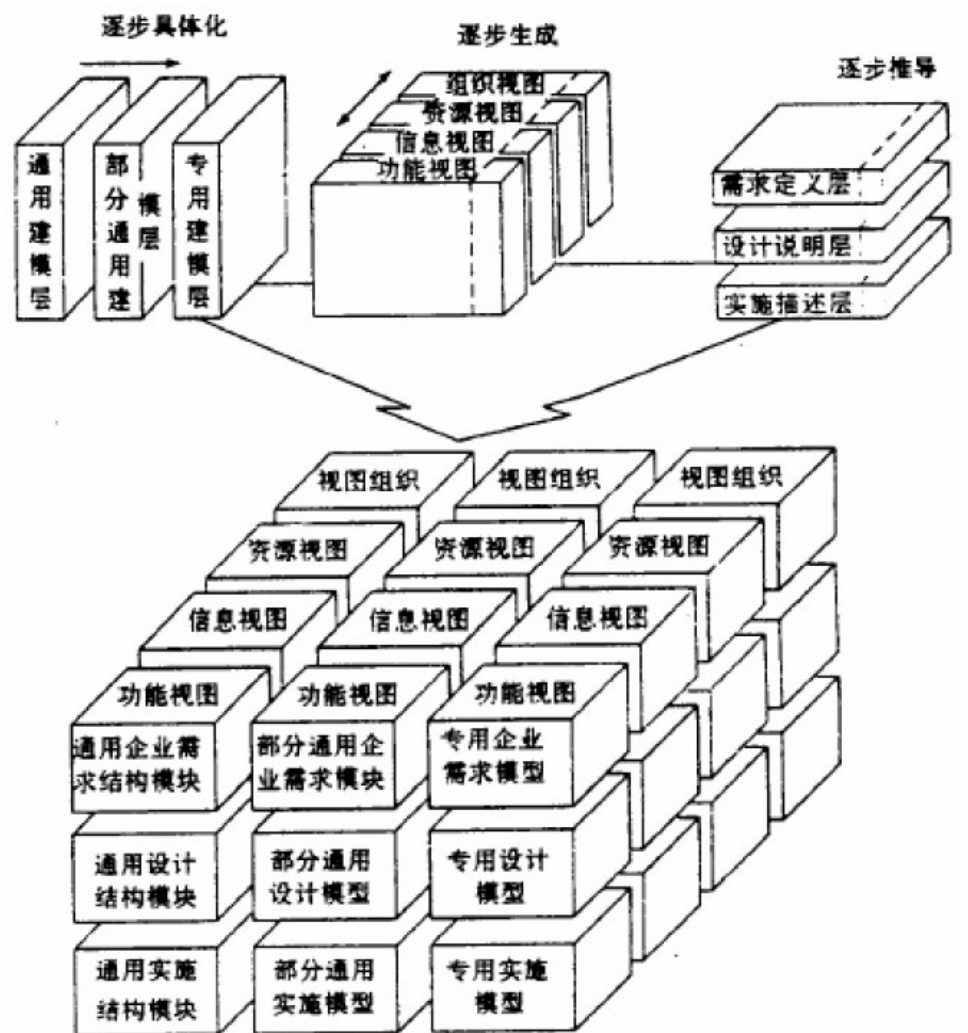 逐步具体化
逐步生成
逐步推导
通用建模层
部分通用建
模层
专用建模层
组织视图
资源视图
信息视图
功能视图
需求定义层
设计说明层
实施描述层
视图组织
视图组织
视图组织
资源视图
资源视图
资源视图
信息视图
信息视图
信息视图
功能视图
功能视图
功能视图
通用企业需
求结构模块
部分通用企
业需求模块
专用企业
需求模型
通用设计
结构模块
部分通用
设计模型
专用设计
模型
通用实施
结构模块
部分通用
实施模型
专用实施
模型